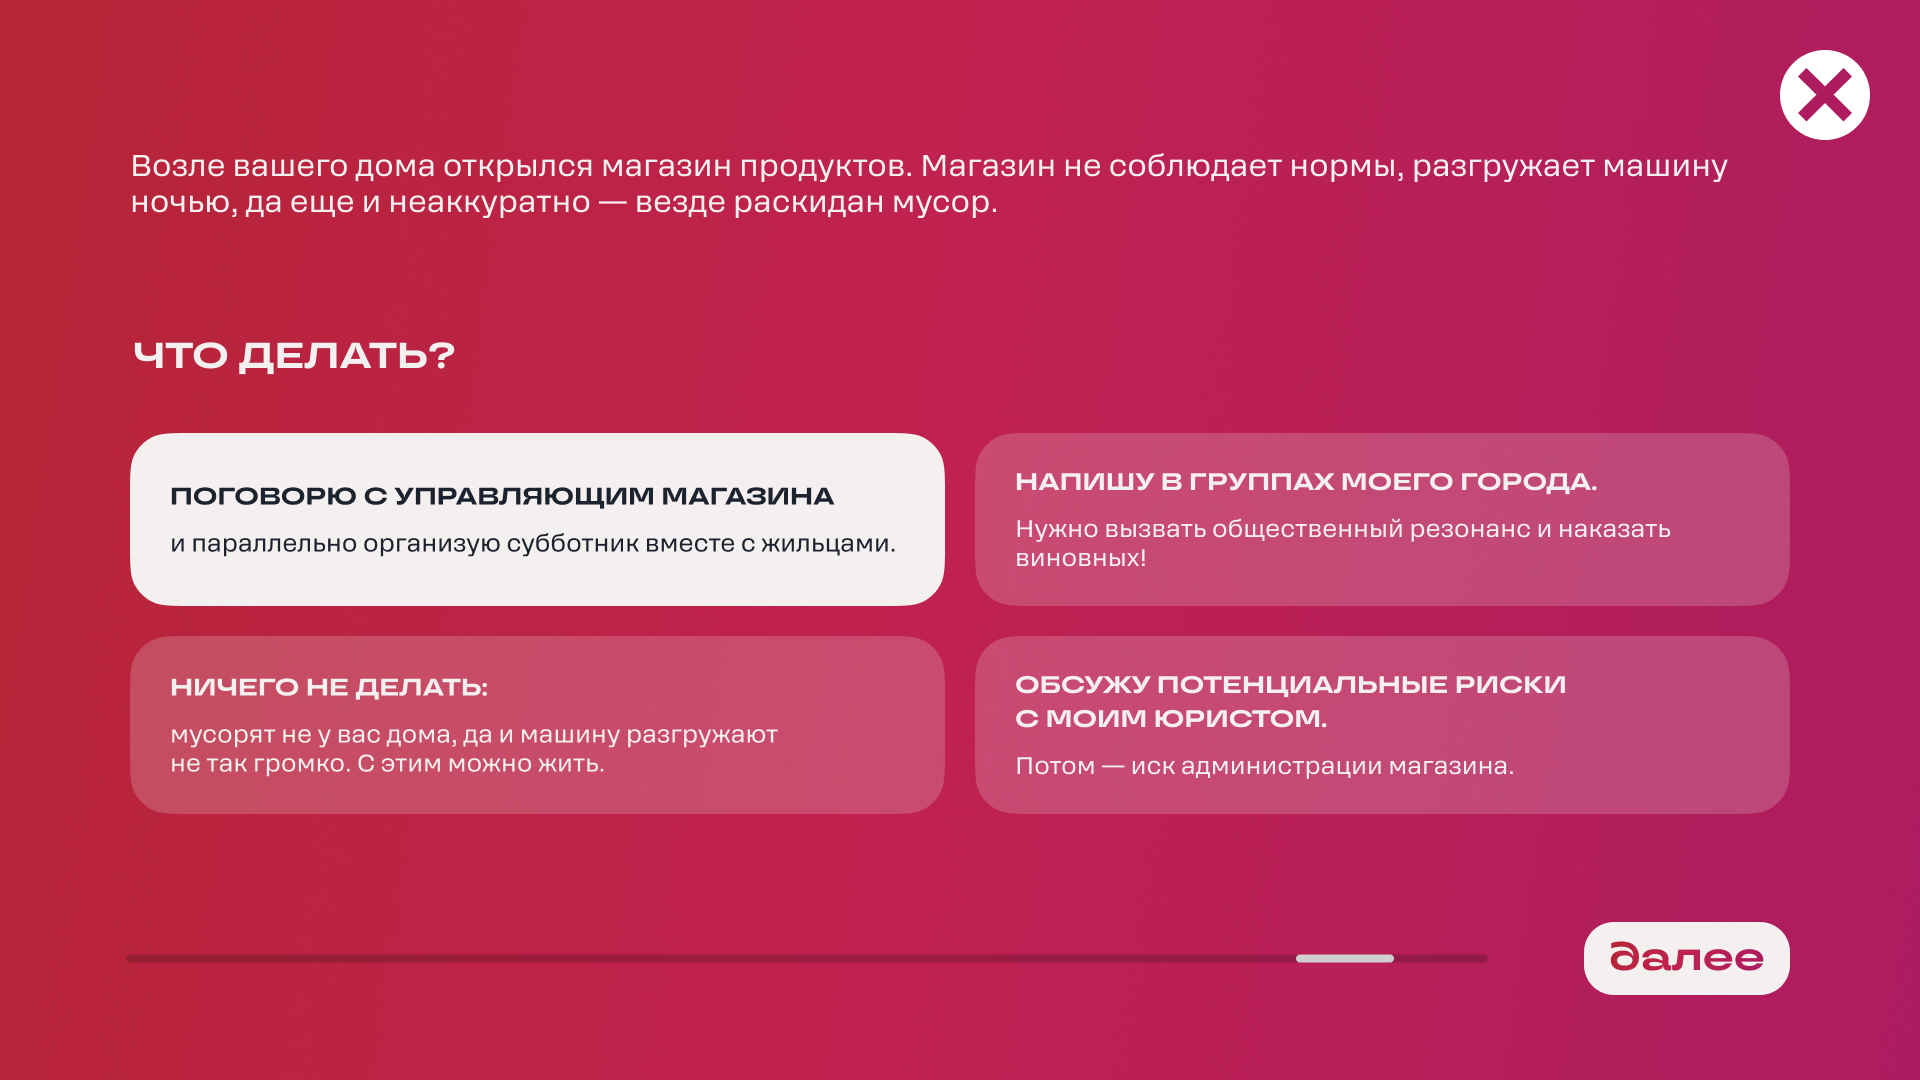 Возле вашего дома открылся магазин продуктов. Магазин не соблюдает нормы, разгружает машину
ночью, да еще и неаккуратно — везде раскидан мусор.
ЧТО ДЕЛАТЬ?
ПОГОВОРЮ С УПРАВЛЯЮЩИМ МАГАЗИНА
и параллельно организую субботник вместе с жильцами.
НАПИШУ В ГРУППАХ МОЕГО ГОРОДА.
Нужно вызвать общественный резонанс и наказать
виновных!
НИЧЕГО НЕ ДЕЛАТЬ:
мусорят не у вас дома, да и машину разгружают
не так громко. С этим можно жить.
ОБСУЖУ ПОТЕНЦИАЛЬНЫЕ РИСКИ
С МОИМ ЮРИСТОМ.
Потом — иск администрации магазина.
далее